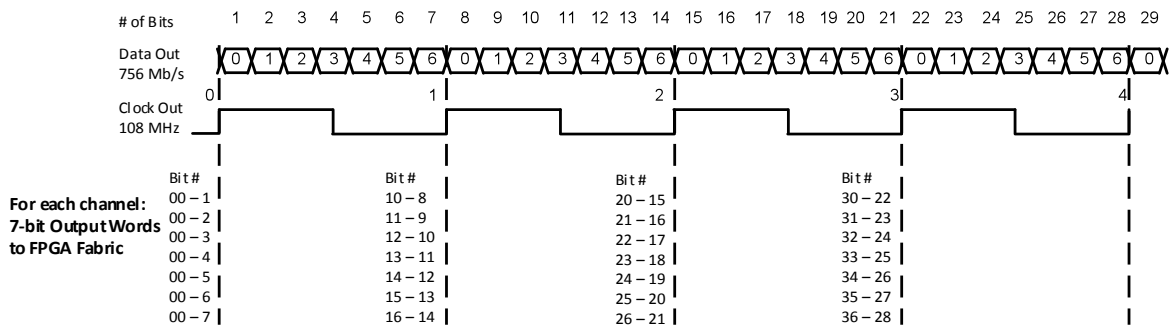 # of Bits 1 2 3 4 5 6 7 8 9 10 11 12 13 14 15 16 17 18 19 20 21 22 23 24 25 26 27 28 29
Data Out 0 1 2 3 4 5 6 0 1 2 3 4 5 6 0 1 2 3 4 5 6 0 1 2 3 4 5 6 0
756 Mb/s
0 1 2 3 4
Clock Out
108 MHz
For each channel:
7-bit Output Words
to FPGA Fabric
Bit #
00 – 1
00 – 2
00 – 3
00 – 4
00 – 5
00 – 6
00 – 7
Bit #
10 – 8
11 – 9
12 – 10
13 – 11
14 – 12
15 – 13
16 – 14
Bit #
20 – 15
21 – 16
22 – 17
23 – 18
24 – 19
25 – 20
26 – 21
Bit #
30 – 22
31 – 23
32 – 24
33 – 25
34 – 26
35 – 27
36 – 28